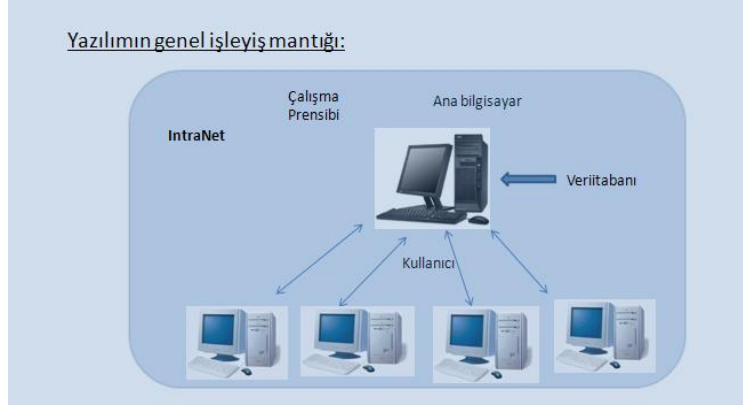 Yazılımın genel işleyiş mantığı:
Çalışma
Prensibi
Ana bilgisayar
IntraNet
Veriitabanı
Kullanıcı